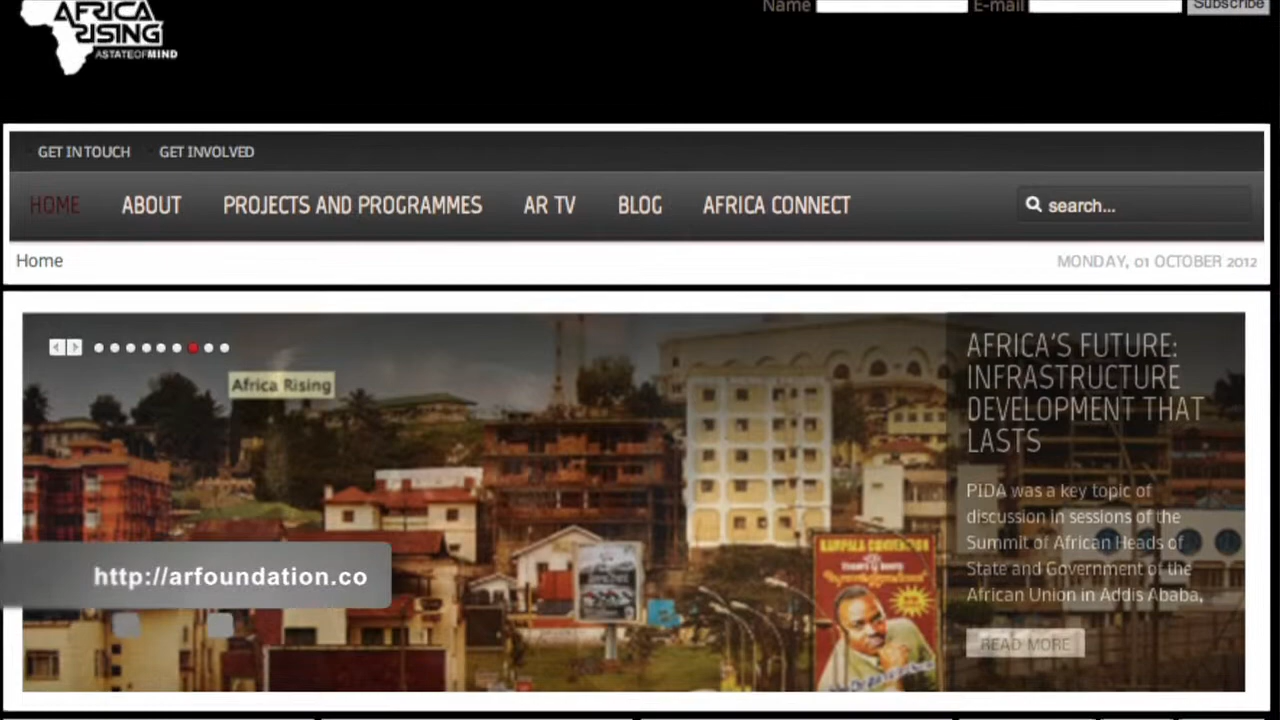 AFRICA
RISING
ASTATEOFMIND
Name
E-mail
Subscribe
GET IN TOUCH
GET INVOLVED
HOME
ABOUT
PROJECTS AND PROGRAMMES
AR TV
BLOG
AFRICA CONNECT
search...
Home
MONDAY, 01 OCTOBER 2012
Africa Rising
AFRICA'S FUTURE:
INFRASTRUCTURE
DEVELOPMENT THAT
LASTS
PIDA was a key topic of
discussion in sessions of the
Summit of African Heads of
State and Government of the
African Union in Addis Ababa,
READ MORE
http://arfoundation.co
KAMPALA CONVENTION